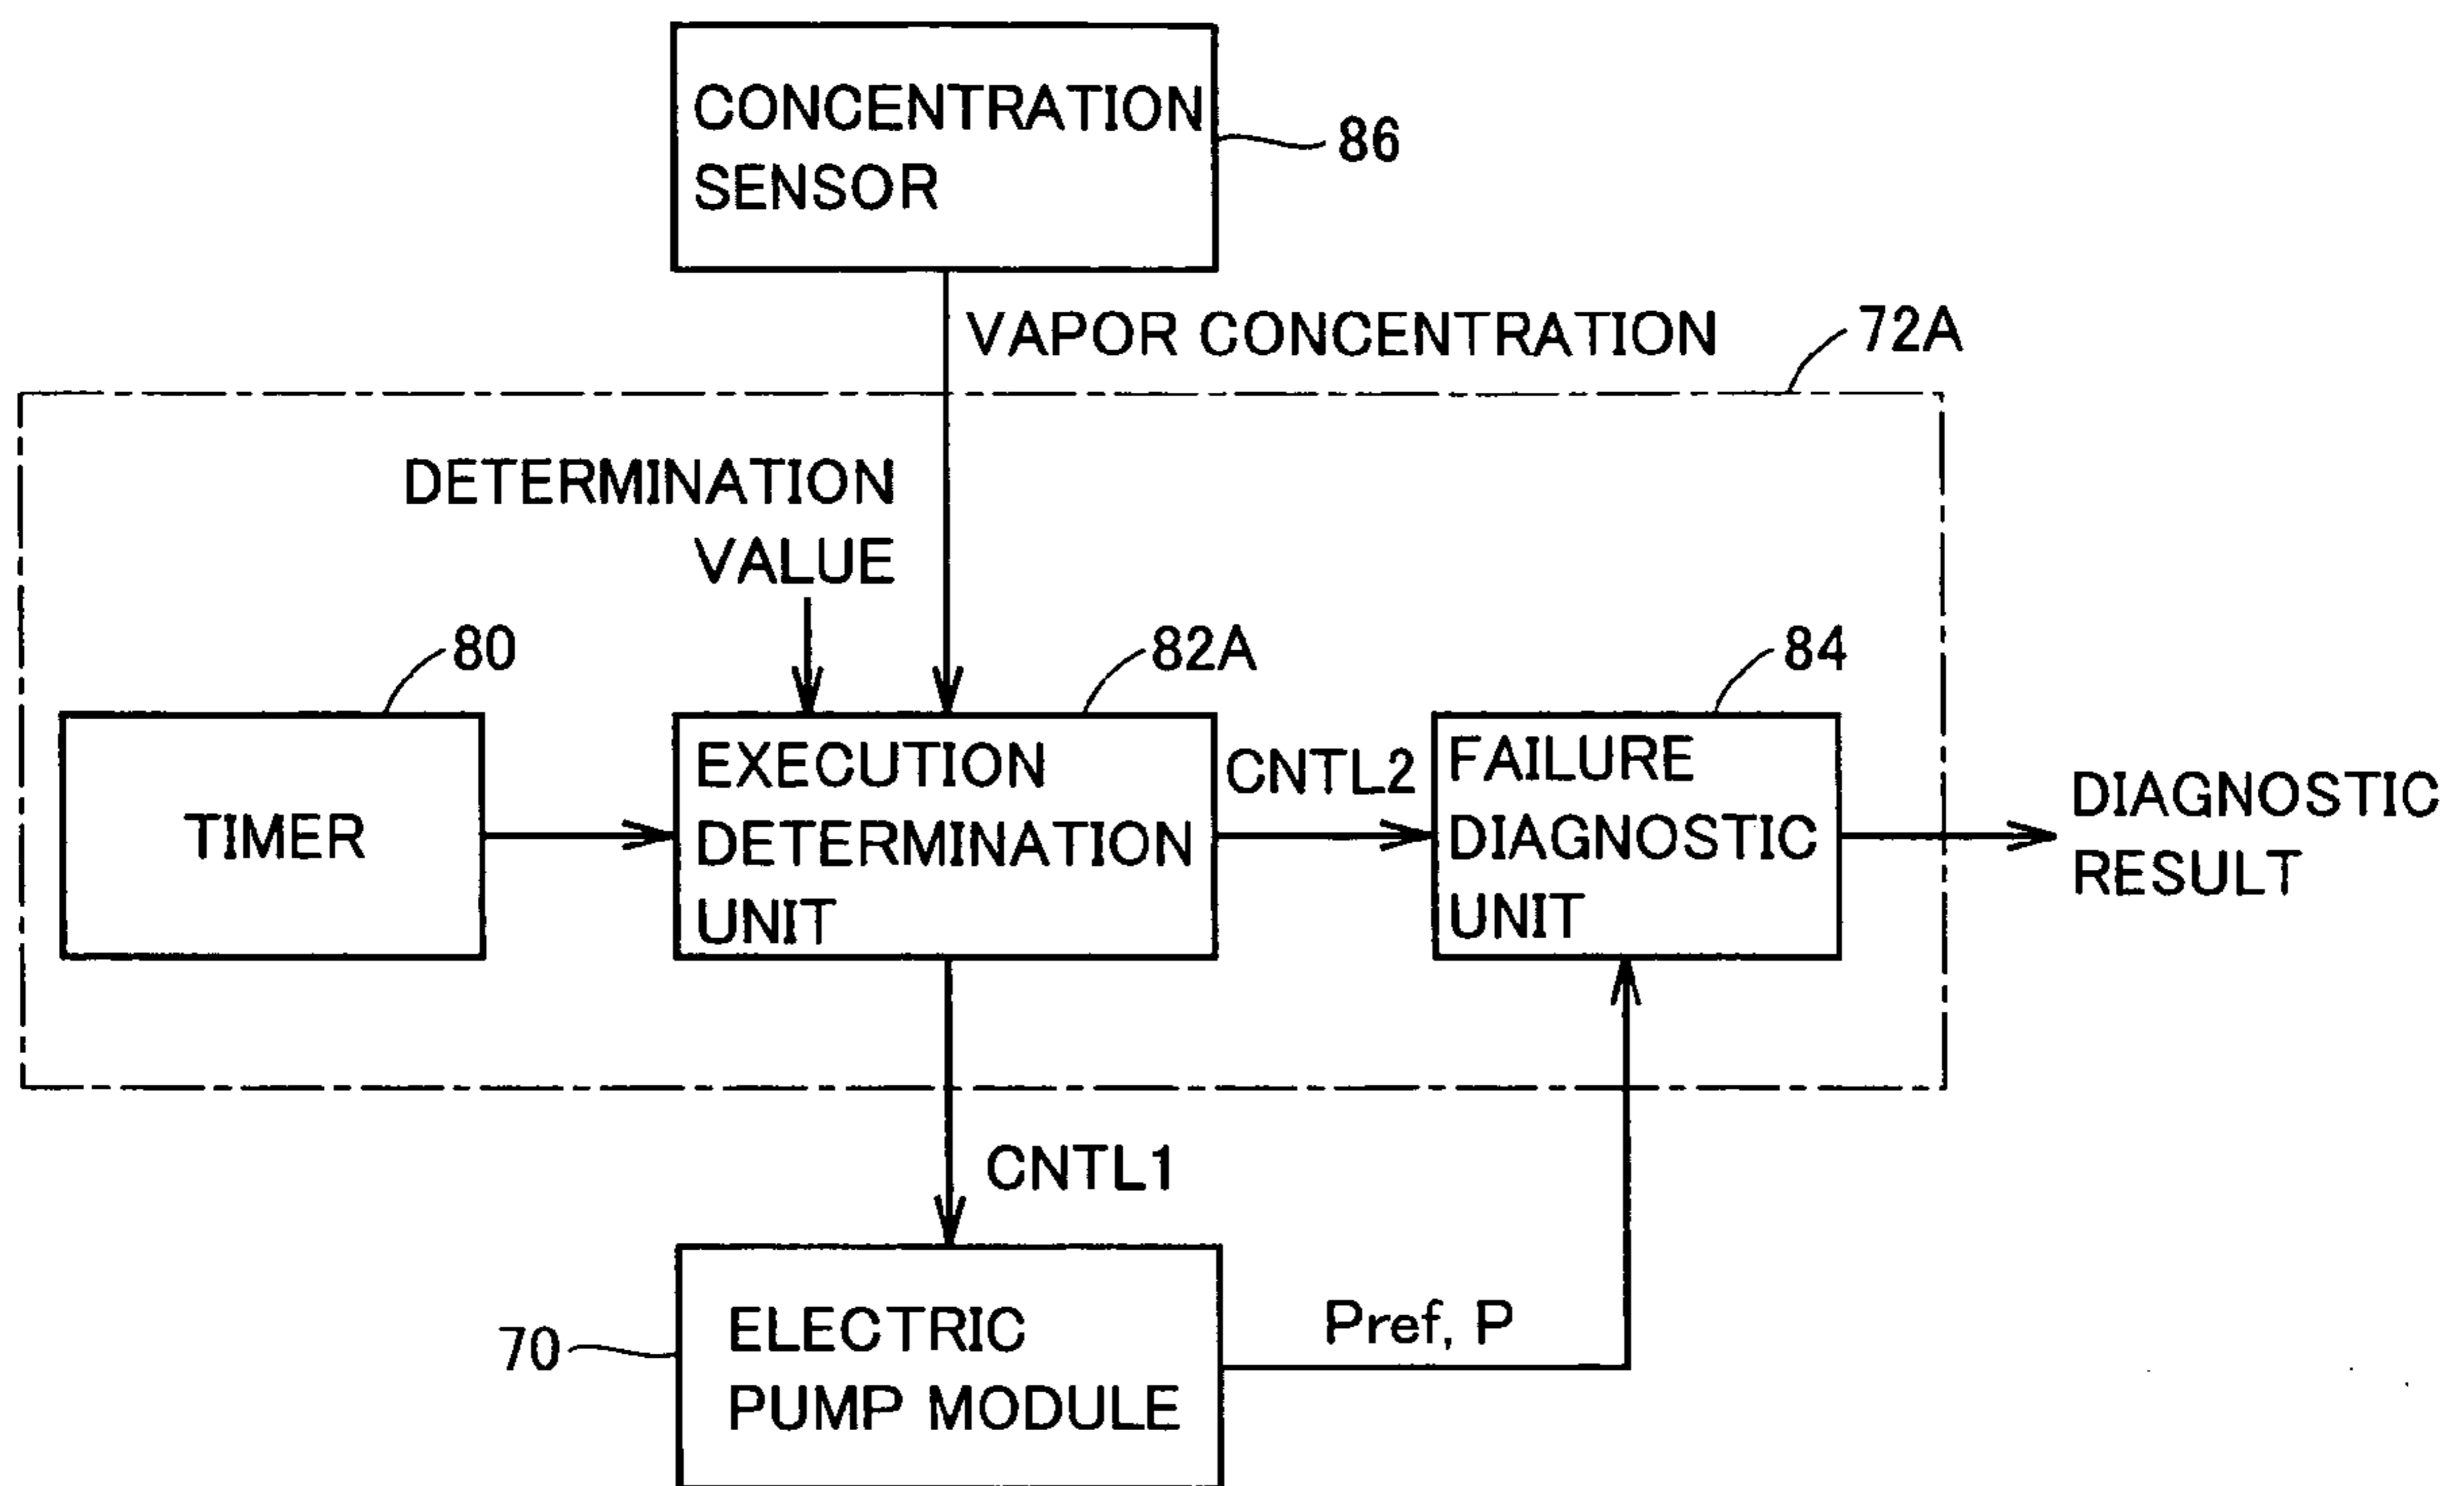 CONCENTRATION
SENSOR
86
VAPOR CONCENTRATION
72A
DETERMINATION
VALUE
80
82A
84
TIMER
EXECUTION
DETERMINATION
UNIT
CNTL2
FAILURE
DIAGNOSTIC
UNIT
DIAGNOSTIC
RESULT
CNTL1
70
ELECTRIC
PUMP MODULE
Pref, P